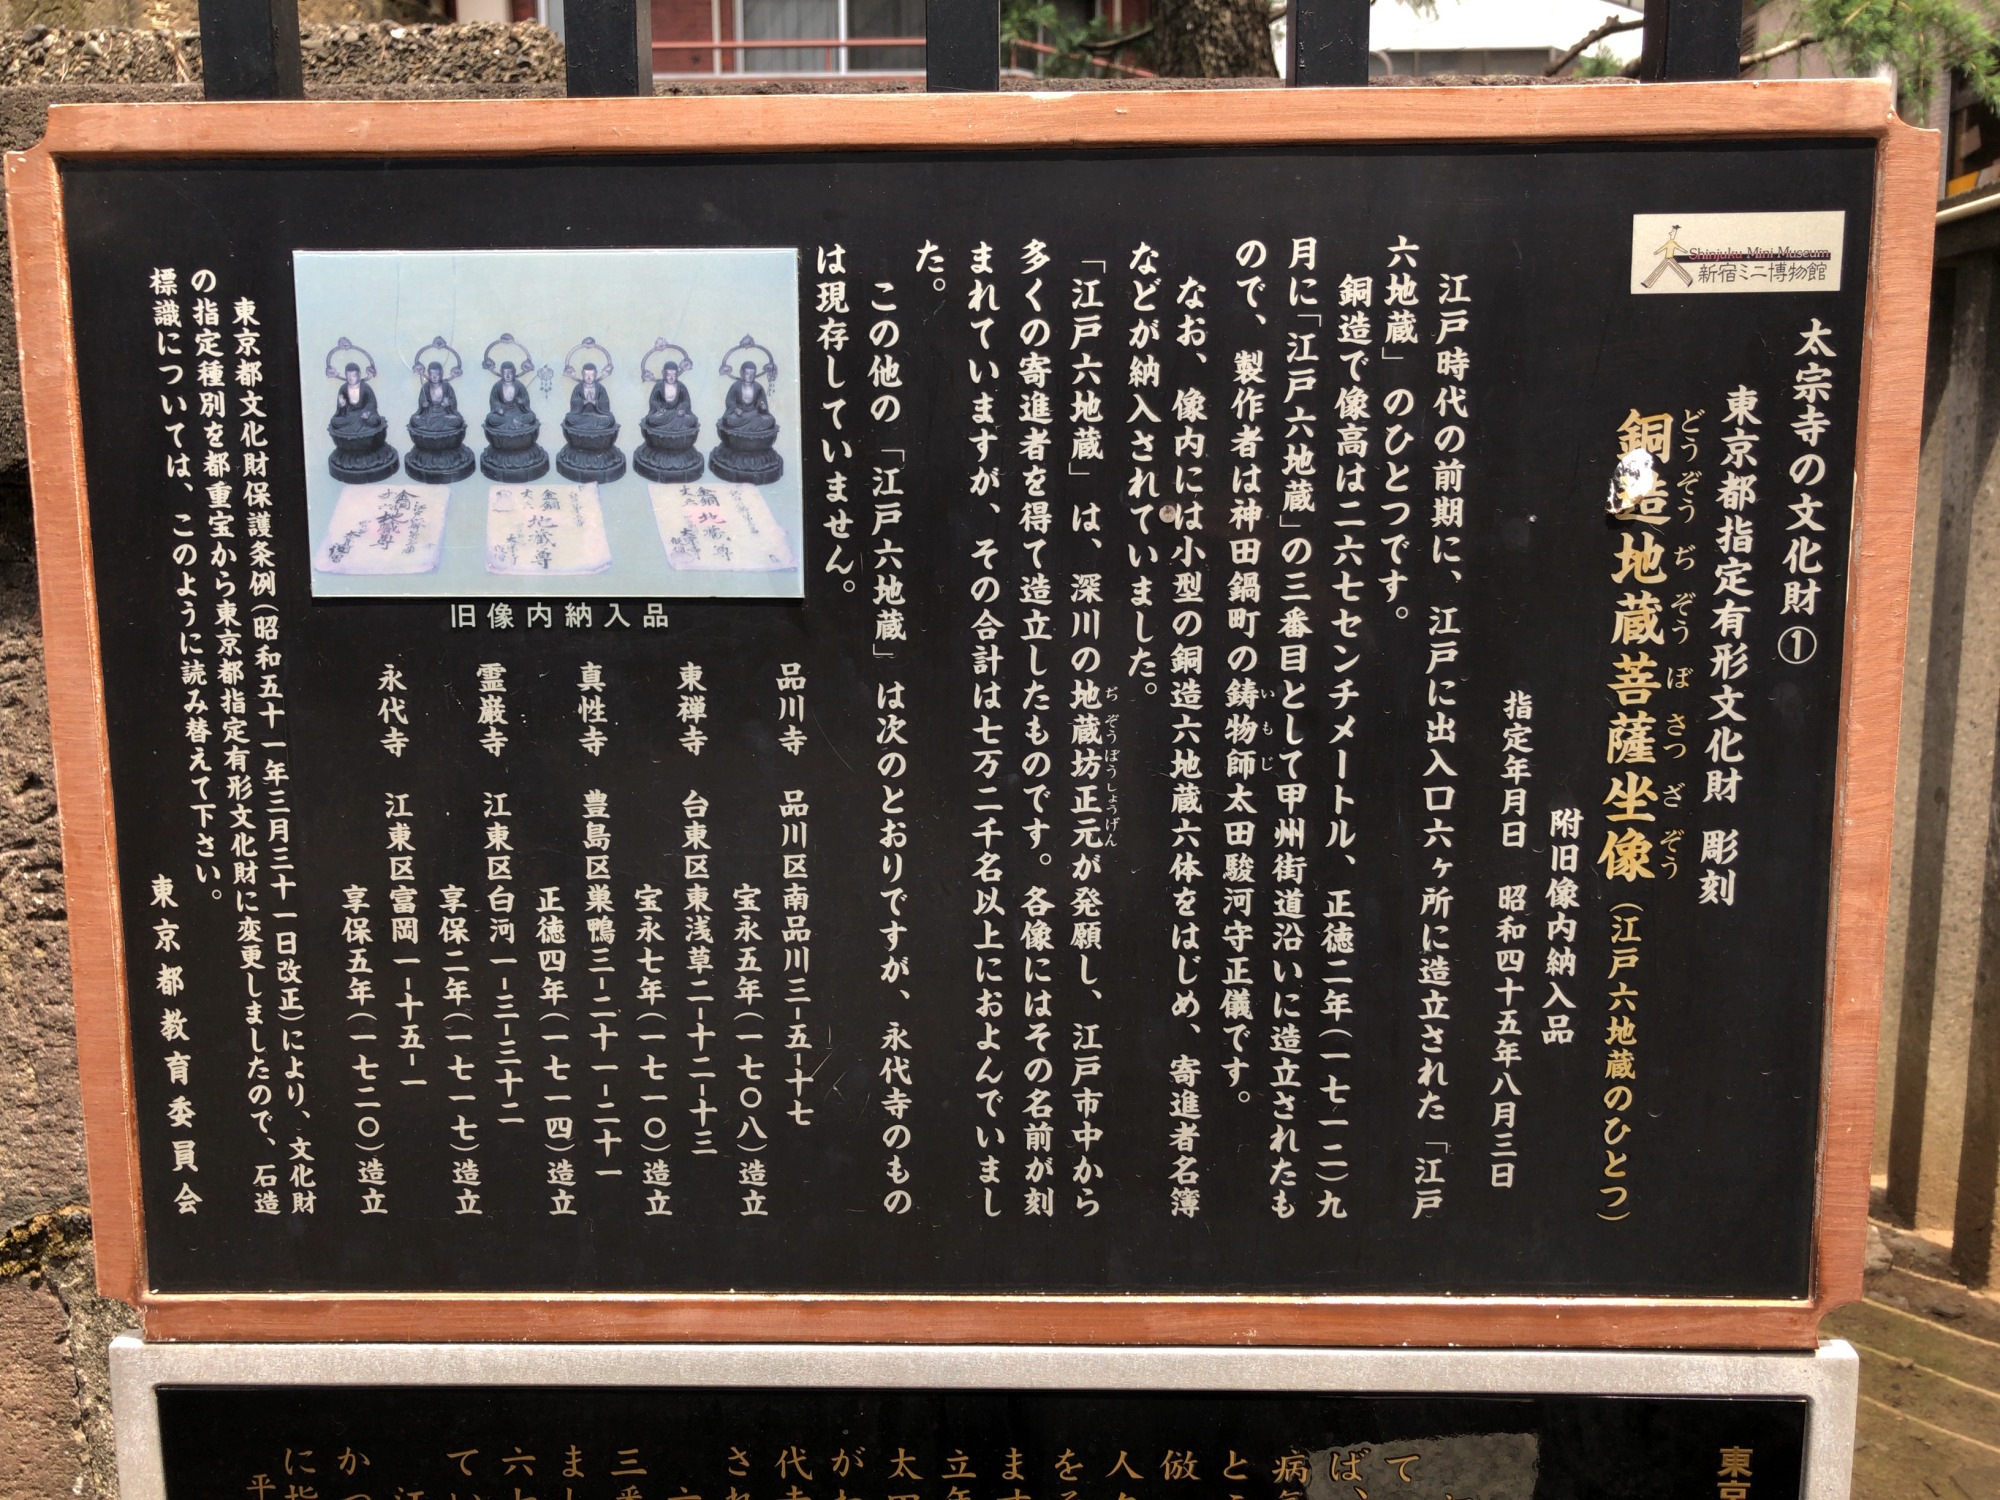 Shinjuku Mini Museum
新宿ミニ博物館
太宗寺の文化財①
東京都指定有形文化財 彫刻
銅造地蔵菩薩坐像（江戸六地蔵のひとつ）
どうぞう ぢぞう ぼ さつ ざ ぞう
附旧像内納入品
指定年月日 昭和四十五年八月三日
江戸時代の前期に、江戸に出入口六ヶ所に造立された「江戸
六地蔵」のひとつです。
銅造で像高は二六七センチメートル、正徳二年（一七一二）九
月に「江戸六地蔵」の三番目として甲州街道沿いに造立されたも
ので、製作者は神田鍋町の鋳物師太田駿河守正儀です。
いもじ
なお、像内には小型の銅造六地蔵六体をはじめ、寄進者名簿
などが納入されていました。
「江戸六地蔵」は、深川の地蔵坊正元が発願し、江戸市中から
ぢぞうぼうしょうげん
多くの寄進者を得て造立したものです。各像にはその名前が刻
まれていますが、その合計は七万二千名以上におよんでいまし
た。
この他の「江戸六地蔵」は次のとおりですが、永代寺のもの
は現存していません。
品川寺 品川区南品川三-五-十七
宝永五年（一七〇八）造立
東禅寺 台東区東浅草二-十二-十三
宝永七年（一七一〇）造立
真性寺 豊島区巣鴨三-二十一-二十一
正徳四年（一七一四）造立
霊巌寺 江東区白河一-三-三十二
享保二年（一七一七）造立
永代寺 江東区富岡一-十五-一
享保五年（一七二〇）造立
旧像内納入品
東京都文化財保護条例（昭和五十一年三月三十一日改正）により、文化財
の指定種別を都重宝から東京都指定有形文化財に変更しましたので、石造
標識については、このように読み替えて下さい。
東京都教育委員会